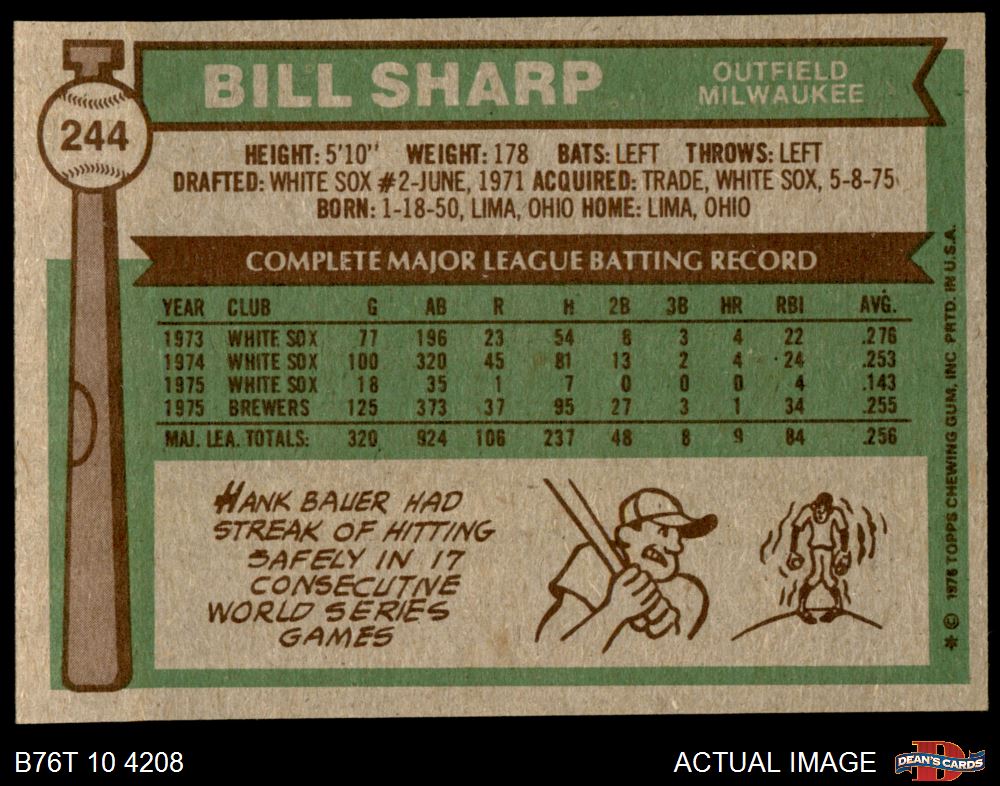 BILL SHARP
OUTFIELD
MILWAUKEE
244
HEIGHT: 5'10" WEIGHT: 178 BATS: LEFT THROWS: LEFT
DRAFTED: WHITE SOX #2-JUNE, 1971 ACQUIRED: TRADE, WHITE SOX, 5-8-75
BORN: 1-18-50, LIMA, OHIO HOME: LIMA, OHIO
COMPLETE MAJOR LEAGUE BATTING RECORD
YEAR CLUB G AB R H 2B 3B HR RBI AVG.
1973 WHITE SOX 77 196 23 54 8 3 4 22 .276
1974 WHITE SOX 100 320 45 81 13 2 4 24 .253
1975 WHITE SOX 18 35 1 7 0 0 0 4 .143
1975 BREWERS 125 373 37 95 27 3 1 34 .255
MAJ. LEA. TOTALS: 320 924 106 237 48 8 9 84 .256
HANK BAUER HAD
STREAK OF HITTING
SAFELY IN 17
CONSECUTIVE
WORLD SERIES
GAMES
* © 1976 TOPPS CHEWING GUM, INC PRTD. IN U.S.A.
B76T 10 4208
ACTUAL IMAGE
DEAN'S CARDS